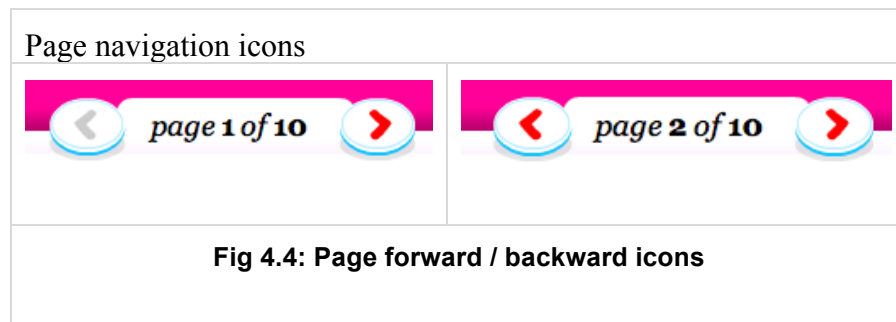 Page navigation icons
page 1 of 10
page 2 of 10
Fig 4.4: Page forward / backward icons